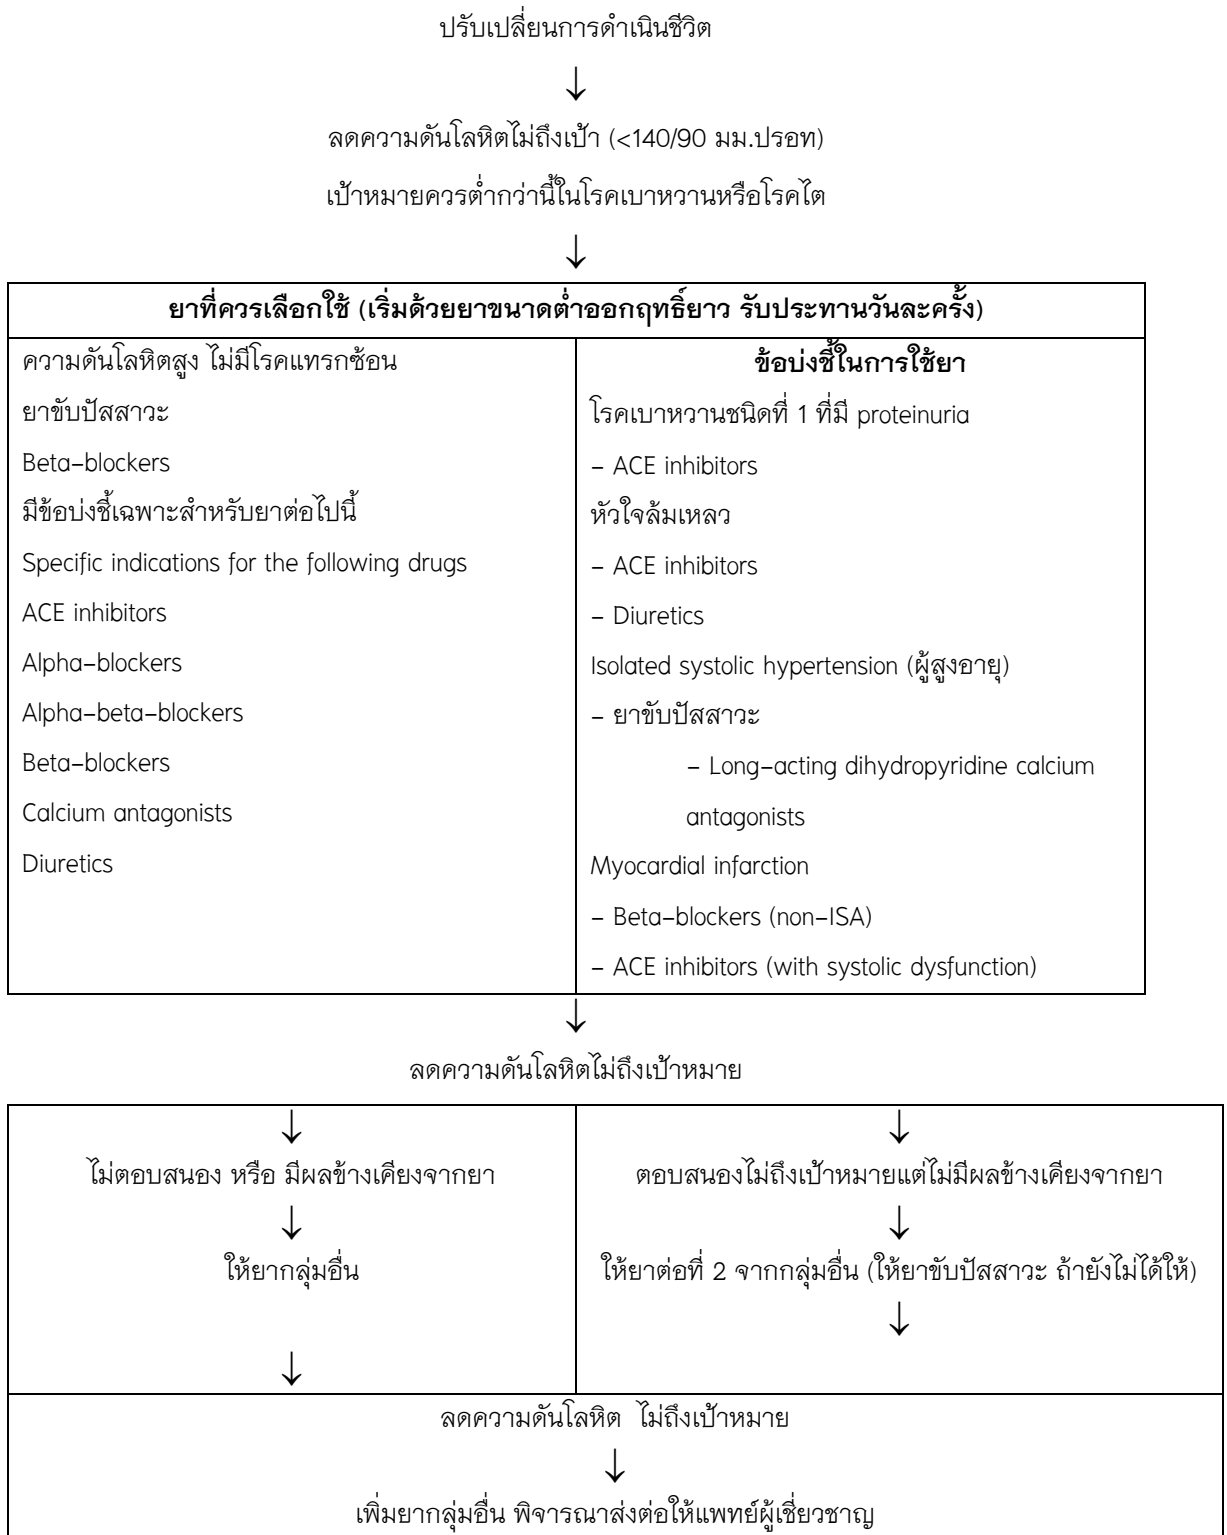 ปรับเปลี่ยนการดำเนินชีวิต
↓
ลดความดันโลหิตไม่ถึงเป้า (<140/90 มม.ปรอท)
เป้าหมายควรต่ำกว่านี้ในโรคเบาหวานหรือโรคไต
↓
ยาที่ควรเลือกใช้ (เริ่มด้วยยาขนาดต่ำออกฤทธิ์ยาว รับประทานวันละครั้ง)
ความดันโลหิตสูง ไม่มีโรคแทรกซ้อน
ยาขับปัสสาวะ
Beta-blockers
มีข้อบ่งชี้เฉพาะสำหรับยาต่อไปนี้
Specific indications for the following drugs
ACE inhibitors
Alpha-blockers
Alpha-beta-blockers
Beta-blockers
Calcium antagonists
Diuretics
ข้อบ่งชี้ในการใช้ยา
โรคเบาหวานชนิดที่ 1 ที่มี proteinuria
- ACE inhibitors
หัวใจล้มเหลว
- ACE inhibitors
- Diuretics
Isolated systolic hypertension (ผู้สูงอายุ)
- ยาขับปัสสาวะ
- Long-acting dihydropyridine calcium
antagonists
Myocardial infarction
- Beta-blockers (non-ISA)
- ACE inhibitors (with systolic dysfunction)
↓
ลดความดันโลหิตไม่ถึงเป้าหมาย
↓
ไม่ตอบสนอง หรือ มีผลข้างเคียงจากยา
↓
ให้ยากลุ่มอื่น
↓
↓
ตอบสนองไม่ถึงเป้าหมายแต่ไม่มีผลข้างเคียงจากยา
↓
ให้ยาต่อที่ 2 จากกลุ่มอื่น (ให้ยาขับปัสสาวะ ถ้ายังไม่ได้ให้)
↓
ลดความดันโลหิต ไม่ถึงเป้าหมาย
↓
เพิ่มยากลุ่มอื่น พิจารณาส่งต่อให้แพทย์ผู้เชี่ยวชาญ